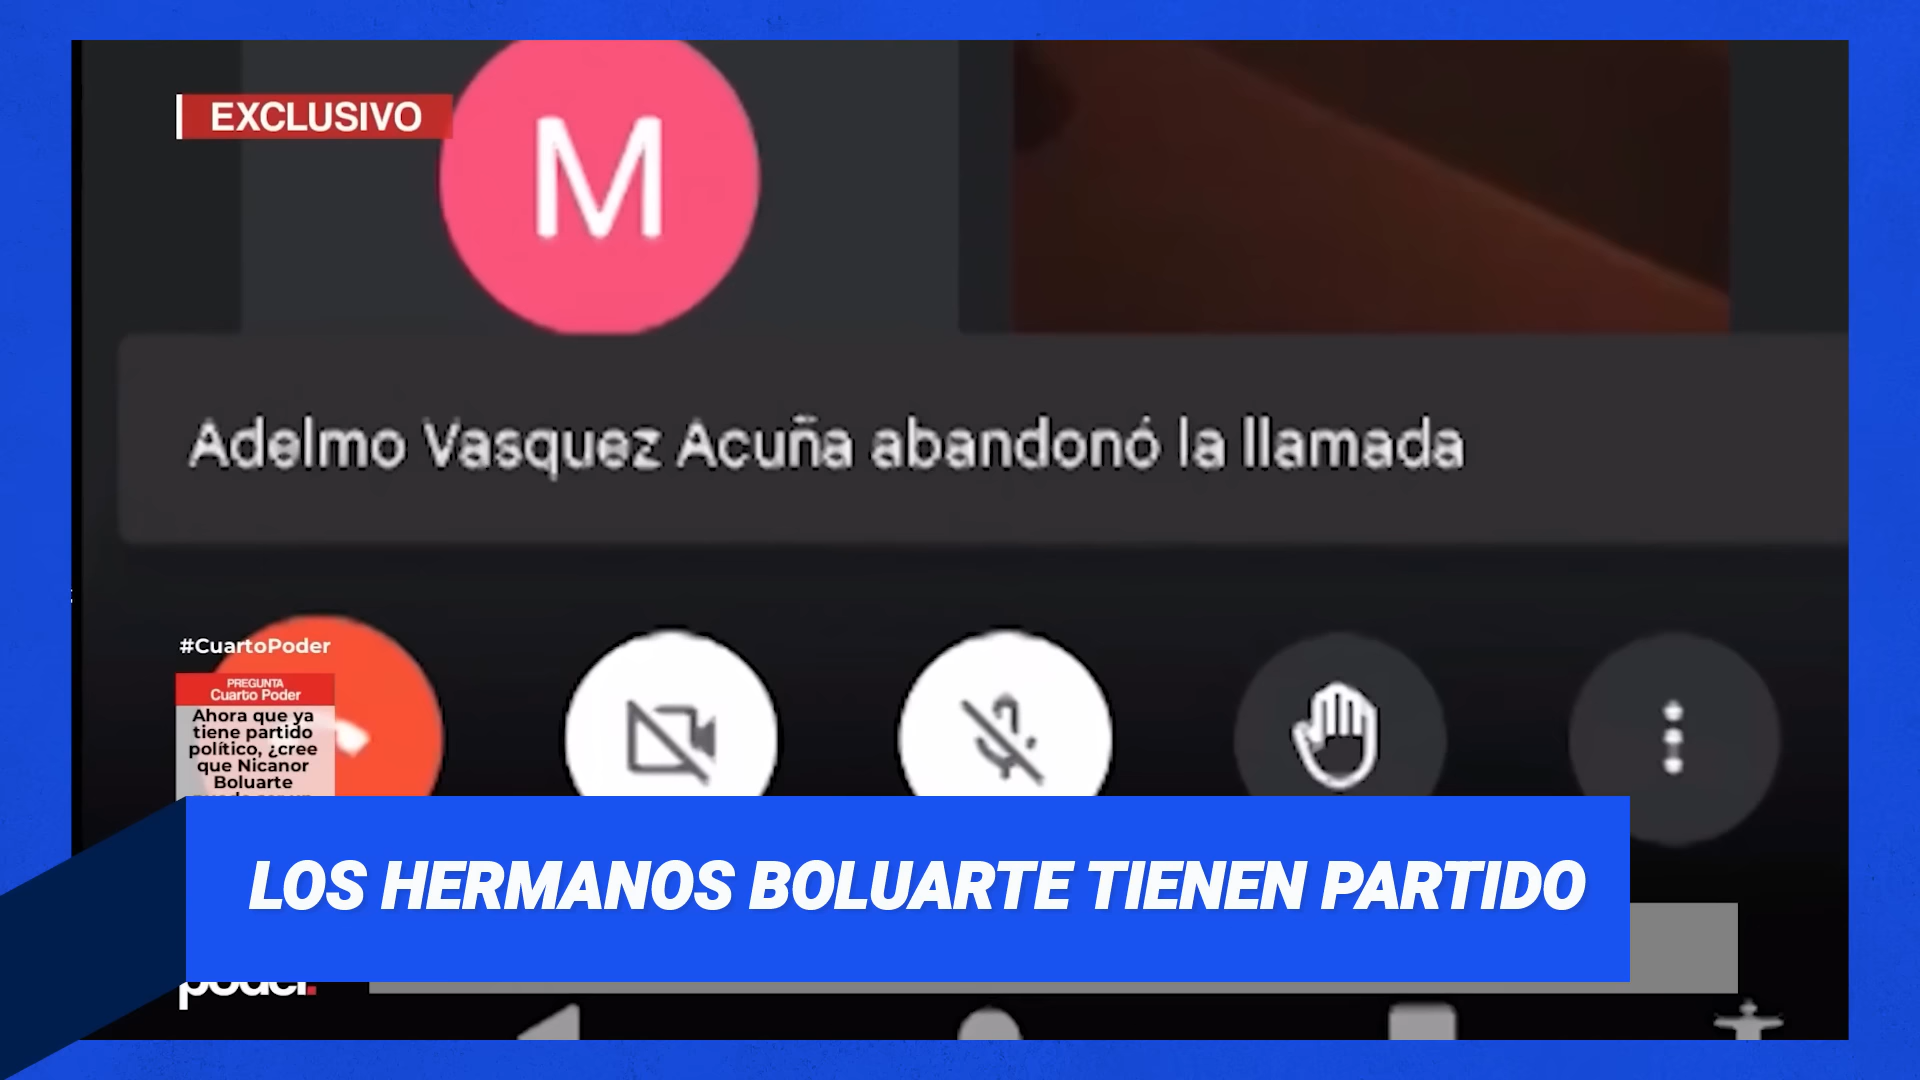 EXCLUSIVO
M
Adelmo Vasquez Acuña abandonó la llamada
#CuartoPoder
PREGUNTA
Cuarto Poder
Ahora que ya
tiene partido
político, ¿cree
que Nicanor
Boluarte
LOS HERMANOS BOLUARTE TIENEN PARTIDO
poder.